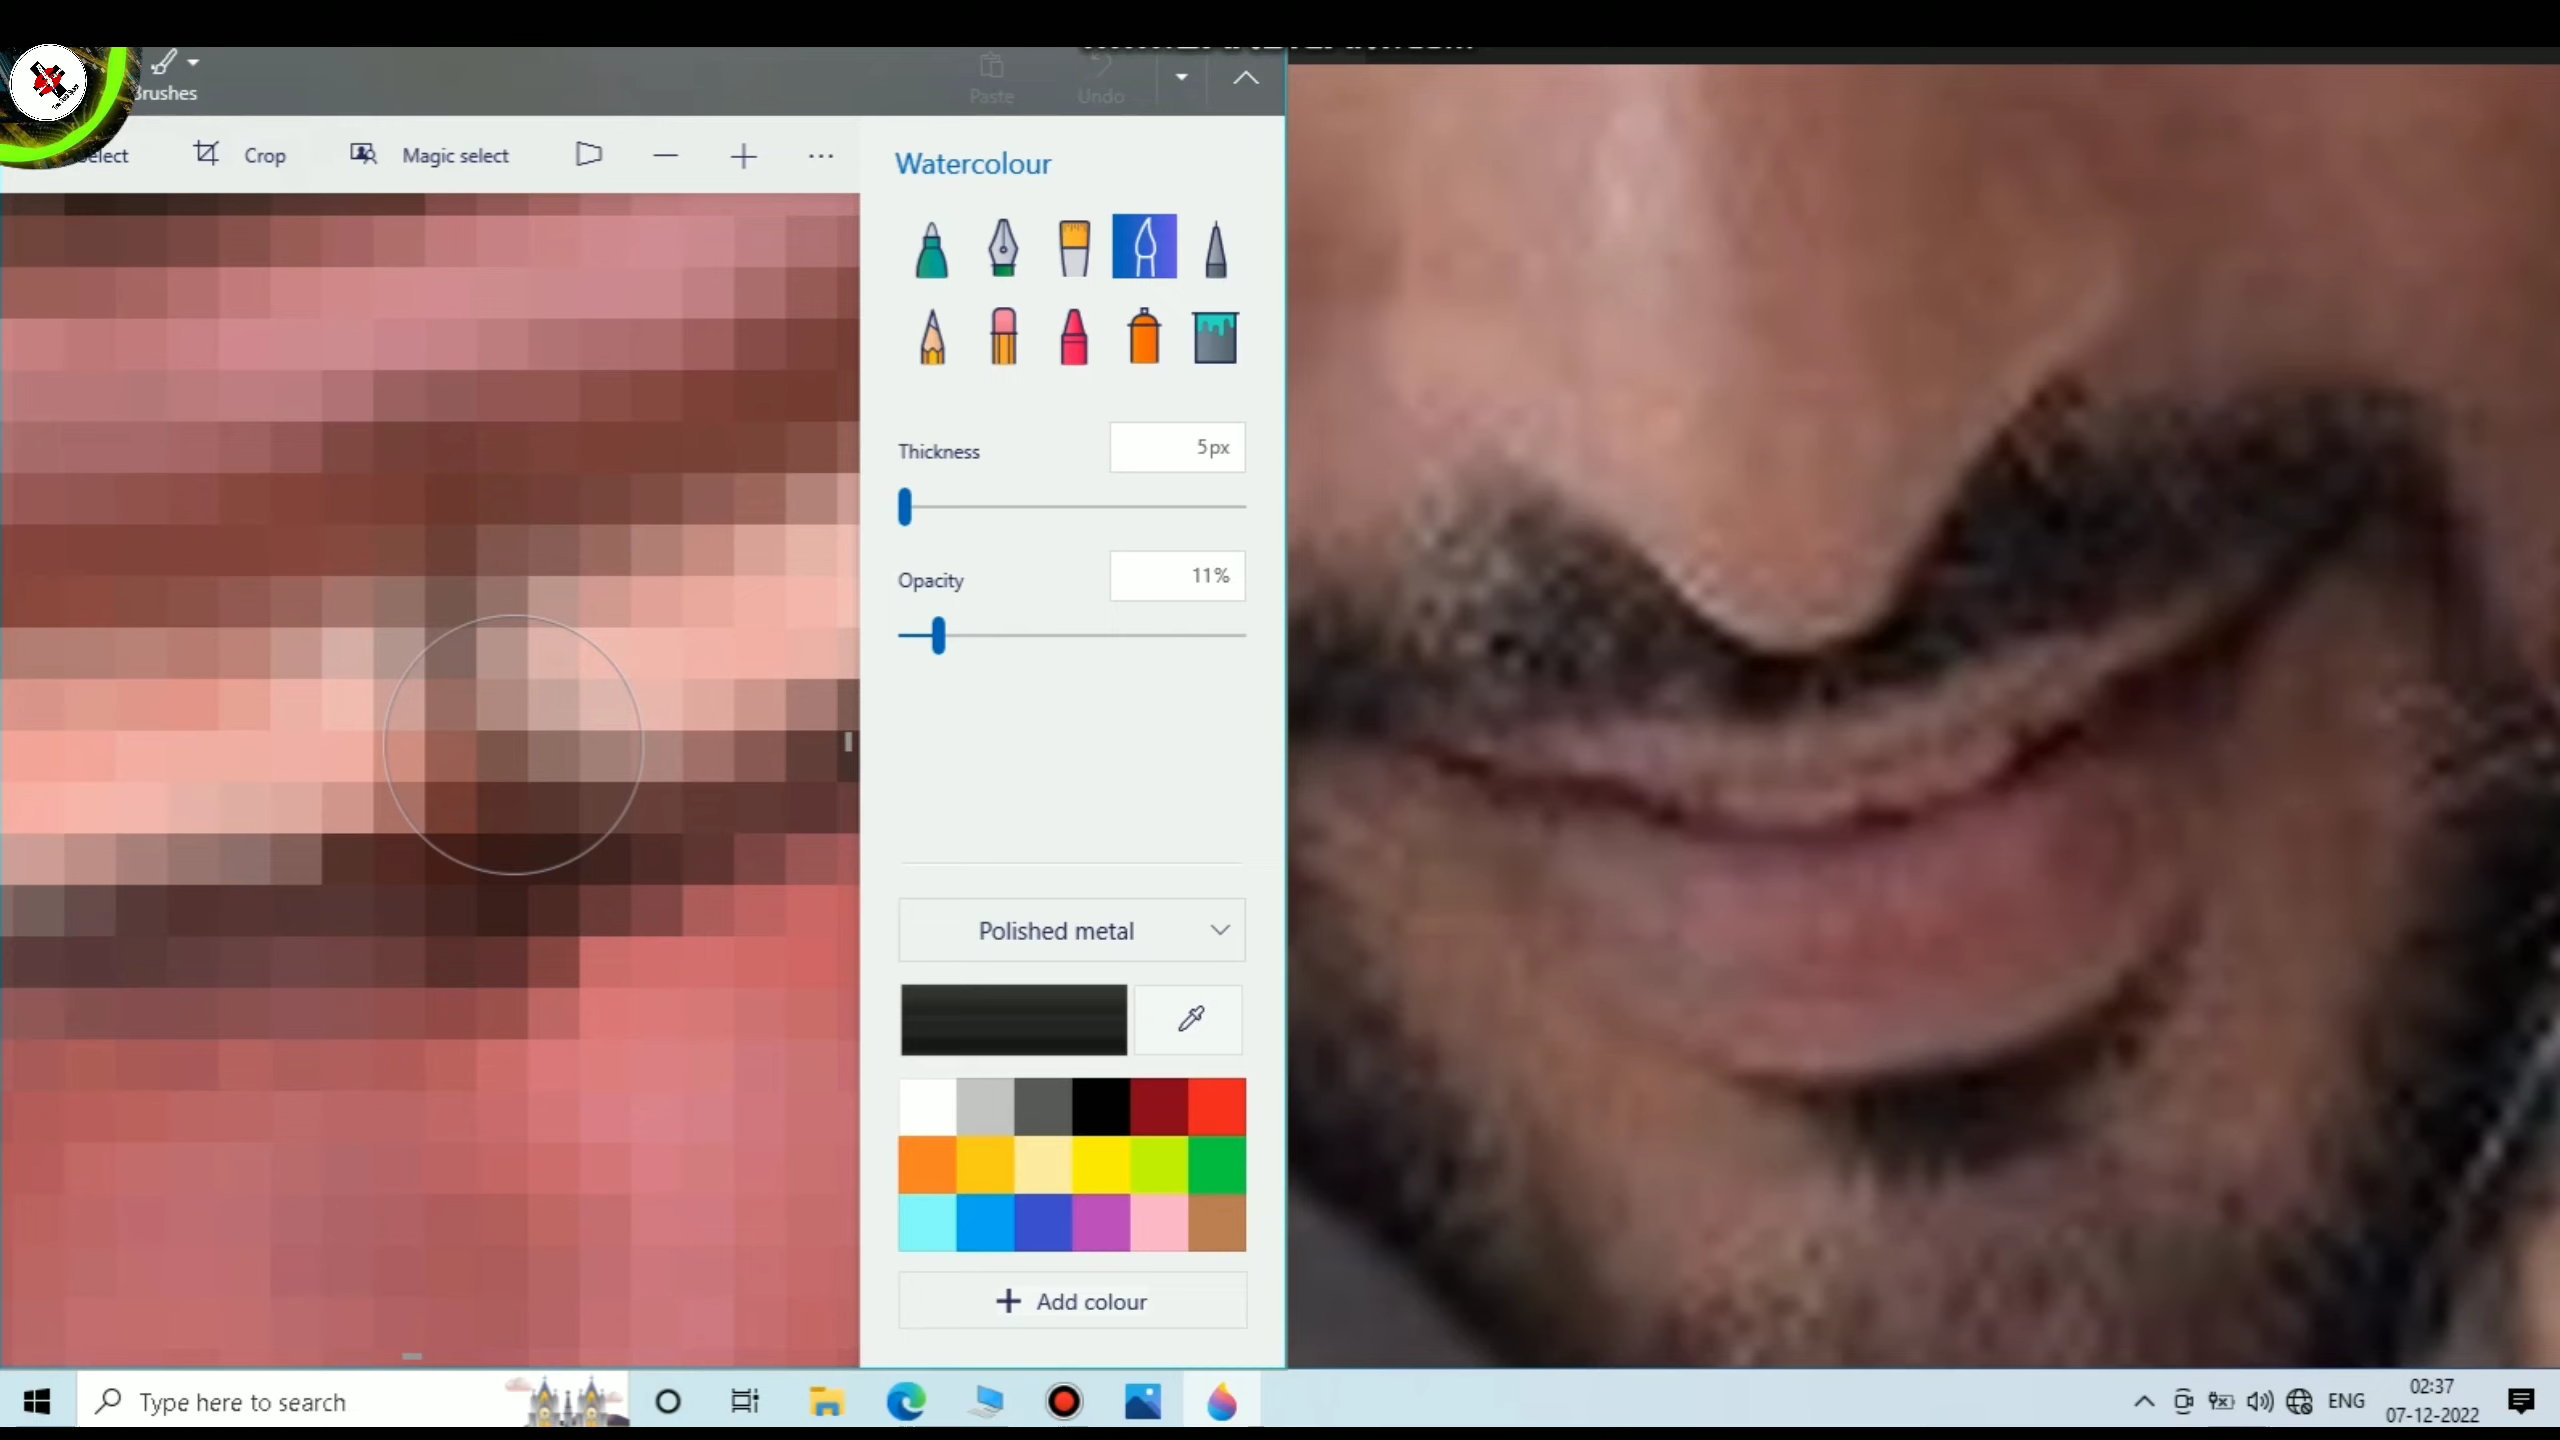 Brushes
Paste
Undo
Select
Crop
Magic select
Watercolour
Thickness
5px
Opacity
11%
Polished metal
Add colour
Type here to search
ENG
02:37
07-12-2022